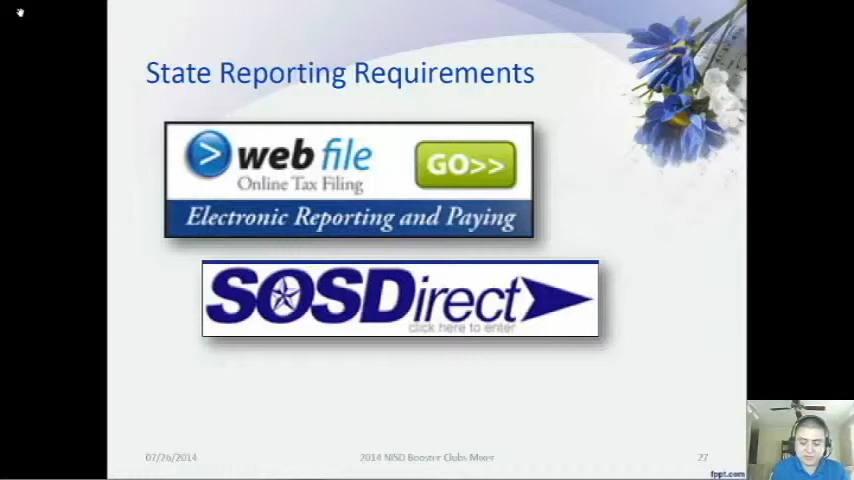 State Reporting Requirements
> web file
Online Tax Filing
GO>>
Electronic Reporting and Paying
SOSDirect
click here to enter
07/26/2014
2014 NISD Booster Clubs Mixer
27
fppt.com